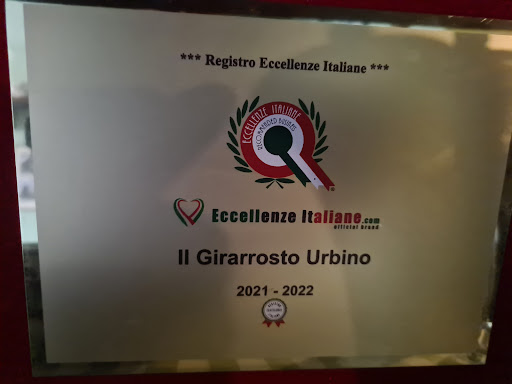 *** Registro Eccellenze Italiane ***
ECCELLENZE ITALIANE
RECOMMENDED BUSINESS
Eccellenze Italiane.com
official brand
Il Girarrosto Urbino
2021 - 2022